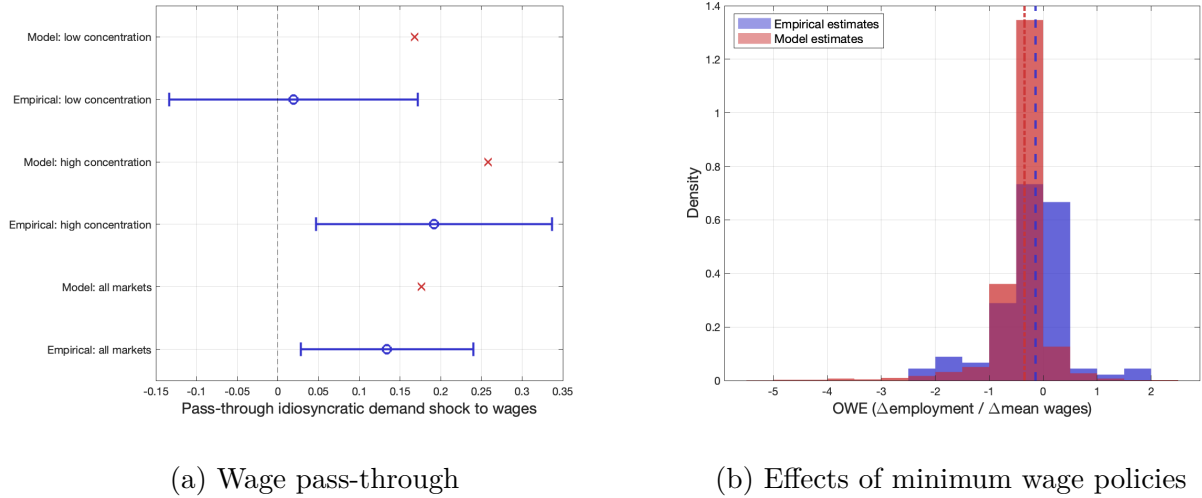 Model: low concentration
Empirical: low concentration
Model: high concentration
Empirical: high concentration
Model: all markets
Empirical: all markets
-0.15 -0.1 -0.05 0 0.05 0.1 0.15 0.2 0.25 0.3 0.35
Pass-through idiosyncratic demand shock to wages
(a) Wage pass-through
Empirical estimates
Model estimates
1.4
1.2
1
0.8
0.6
0.4
0.2
0
Density
-5 -4 -3 -2 -1 0 1 2
OWE (Δemployment / Δmean wages)
(b) Effects of minimum wage policies